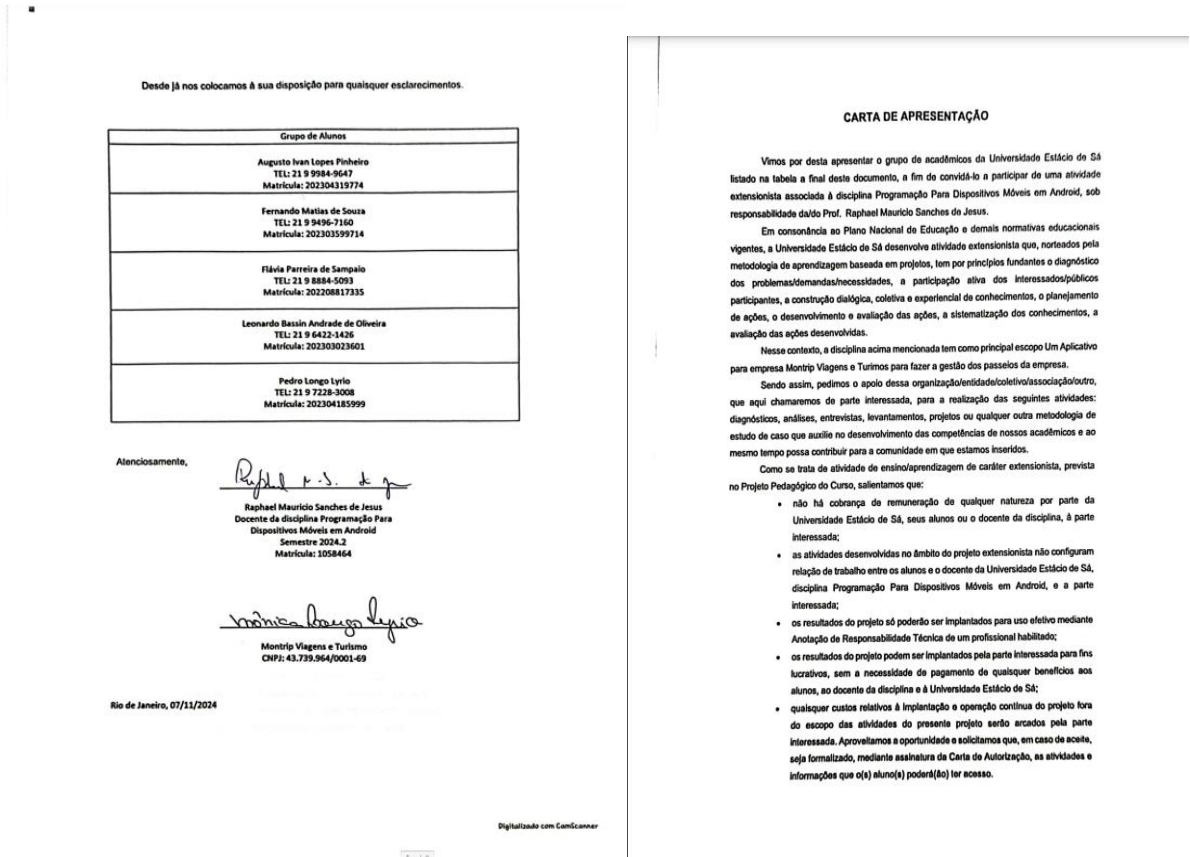 Desde já nos colocamos à sua disposição para quaisquer esclarecimentos.
Grupo de Alunos
Augusto Ivan Lopes Pinheiro
TEL: 21 9 9984-9647
Matrícula: 202304319774
Fernando Matias de Souza
TEL: 21 9 9496-7160
Matrícula: 202303599714
Flávia Parreira de Sampaio
TEL: 21 9 8884-5093
Matrícula: 202208817335
Leonardo Bassin Andrade de Oliveira
TEL: 21 9 6422-1426
Matrícula: 202303023601
Pedro Longo Lyrio
TEL: 21 9 7228-3008
Matrícula: 202304185999
Atenciosamente,
Raphael Mauricio Sanches de Jesus
Docente da disciplina Programação Para
Dispositivos Móveis em Android
Semestre 2024.2
Matrícula: 1058464
Montrip Viagens e Turismo
CNPJ: 43.739.964/0001-69
Rio de Janeiro, 07/11/2024
Digitalizado com CamScanner
CARTA DE APRESENTAÇÃO
Vimos por desta apresentar o grupo de acadêmicos da Universidade Estácio de Sá
listado na tabela a final deste documento, a fim de convidá-lo a participar de uma atividade
extensionista associada à disciplina Programação Para Dispositivos Móveis em Android, sob
responsabilidade da/do Prof. Raphael Mauricio Sanches de Jesus.
Em consonância ao Plano Nacional de Educação e demais normativas educacionais
vigentes, a Universidade Estácio de Sá desenvolve atividade extensionista que, norteados pela
metodologia de aprendizagem baseada em projetos, tem por princípios fundantes o diagnóstico
dos problemas/demandas/necessidades, a participação ativa dos interessados/públicos
participantes, a construção dialógica, coletiva e experiencial de conhecimentos, o planejamento
de ações, o desenvolvimento e avaliação das ações, a sistematização dos conhecimentos, a
avaliação das ações desenvolvidas.
Nesse contexto, a disciplina acima mencionada tem como principal escopo Um Aplicativo
para empresa Montrip Viagens e Turimos para fazer a gestão dos passeios da empresa.
Sendo assim, pedimos o apoio dessa organização/entidade/coletivo/associação/outro,
que aqui chamaremos de parte interessada, para a realização das seguintes atividades:
diagnósticos, análises, entrevistas, levantamentos, projetos ou qualquer outra metodologia de
estudo de caso que auxilie no desenvolvimento das competências de nossos acadêmicos e ao
mesmo tempo possa contribuir para a comunidade em que estamos inseridos.
Como se trata de atividade de ensino/aprendizagem de caráter extensionista, prevista
no Projeto Pedagógico do Curso, salientamos que:
• não há cobrança de remuneração de qualquer natureza por parte da
Universidade Estácio de Sá, seus alunos ou o docente da disciplina, à parte
interessada;
• as atividades desenvolvidas no âmbito do projeto extensionista não configuram
relação de trabalho entre os alunos e o docente da Universidade Estácio de Sá,
disciplina Programação Para Dispositivos Móveis em Android, e a parte
interessada;
• os resultados do projeto só poderão ser implantados para uso efetivo mediante
Anotação de Responsabilidade Técnica de um profissional habilitado;
• os resultados do projeto podem ser implantados pela parte interessada para fins
lucrativos, sem a necessidade de pagamento de quaisquer benefícios aos
alunos, ao docente da disciplina e à Universidade Estácio de Sá;
• quaisquer custos relativos à implantação e operação contínua do projeto fora
do escopo das atividades do presente projeto serão arcados pela parte
interessada. Aproveitamos a oportunidade e solicitamos que, em caso de aceite,
seja formalizado, mediante assinatura da Carta de Autorização, as atividades e
informações que o(s) aluno(s) poderá(ão) ter acesso.